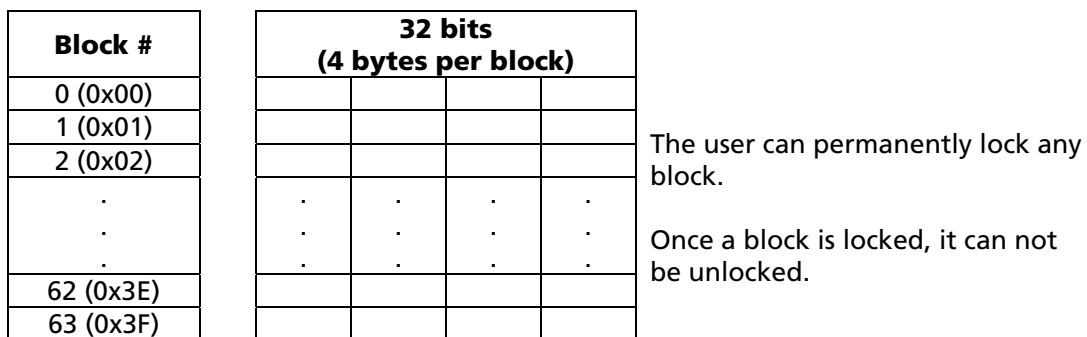 Block #
32 bits
(4 bytes per block)
0 (0x00)
1 (0x01)
2 (0x02)
. . . . .
. . . . .
. . . . .
62 (0x3E)
63 (0x3F)
The user can permanently lock any
block.
Once a block is locked, it can not
be unlocked.